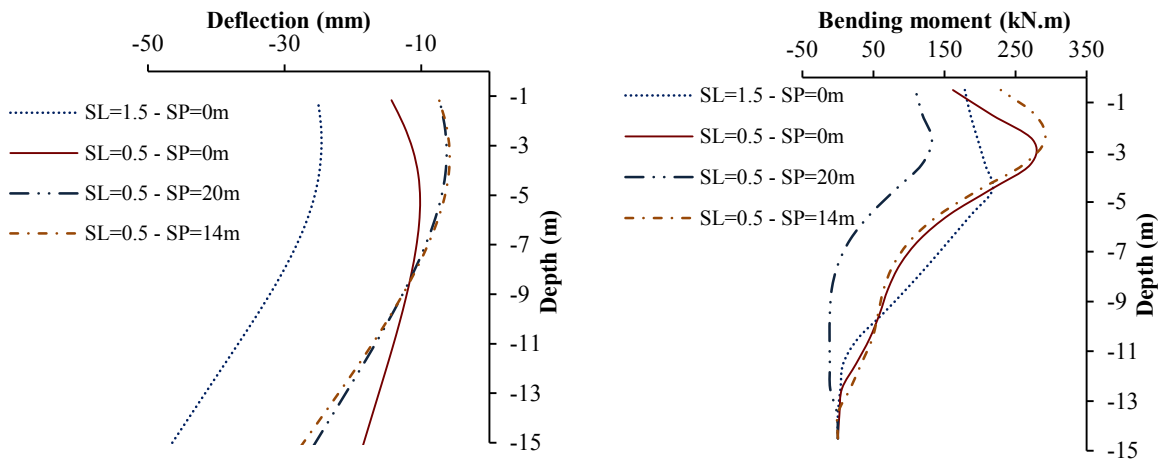 Deflection (mm)
-50 -30 -10
-1
-3
-5
-7
-9
-11
-13
-15
Depth (m)
SL=1.5 - SP=0m
SL=0.5 - SP=0m
SL=0.5 - SP=20m
SL=0.5 - SP=14m
Bending moment (kN.m)
-50 50 150 250 350
-1
-3
-5
-7
-9
-11
-13
-15
Depth (m)
SL=1.5 - SP=0m
SL=0.5 - SP=0m
SL=0.5 - SP=20m
SL=0.5 - SP=14m